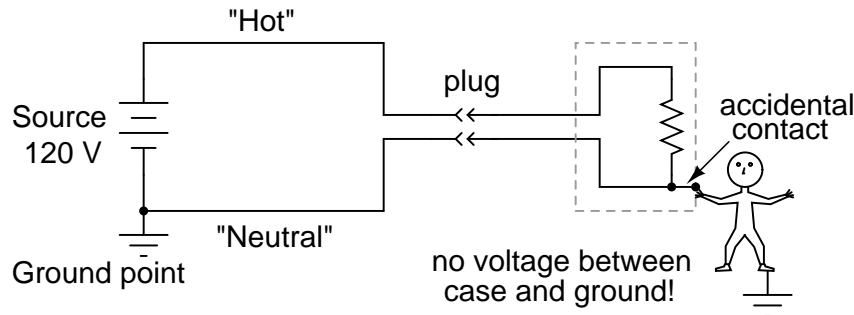 "Hot"
plug
Source
120 V
accidental
contact
"Neutral"
Ground point
no voltage between
case and ground!